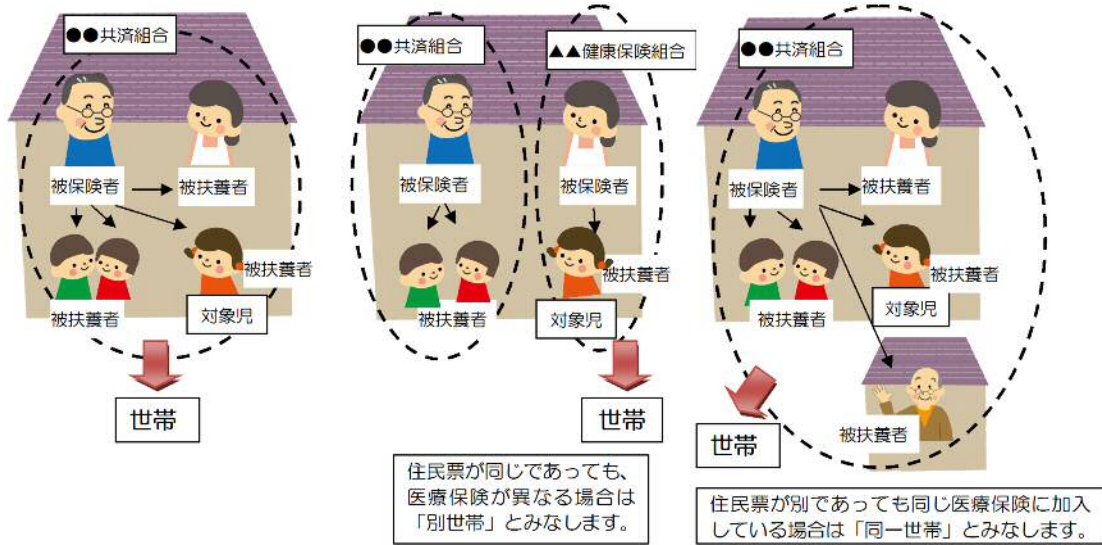 ●●共済組合
被保険者
被扶養者
被扶養者
被扶養者
対象児
世帯
●●共済組合
▲▲健康保険組合
被保険者
被保険者
被扶養者
被扶養者
対象児
世帯
住民票が同じであっても、
医療保険が異なる場合は
「別世帯」とみなします。
●●共済組合
被保険者
被扶養者
被扶養者
被扶養者
対象児
被扶養者
世帯
住民票が別であっても同じ医療保険に加入
している場合は「同一世帯」とみなします。